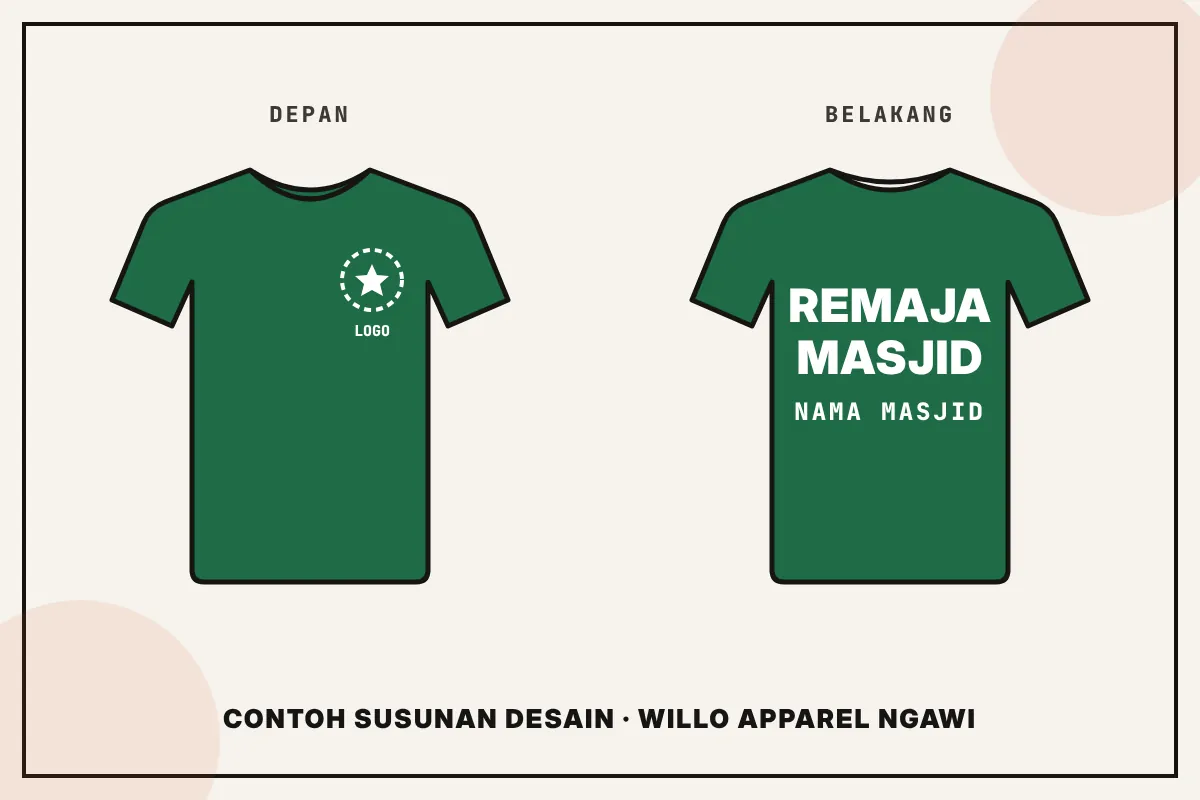 DEPAN
BELAKANG
LOGO
REMAJA
MASJID
NAMA MASJID
CONTOH SUSUNAN DESAIN · WILLO APPAREL NGAWI